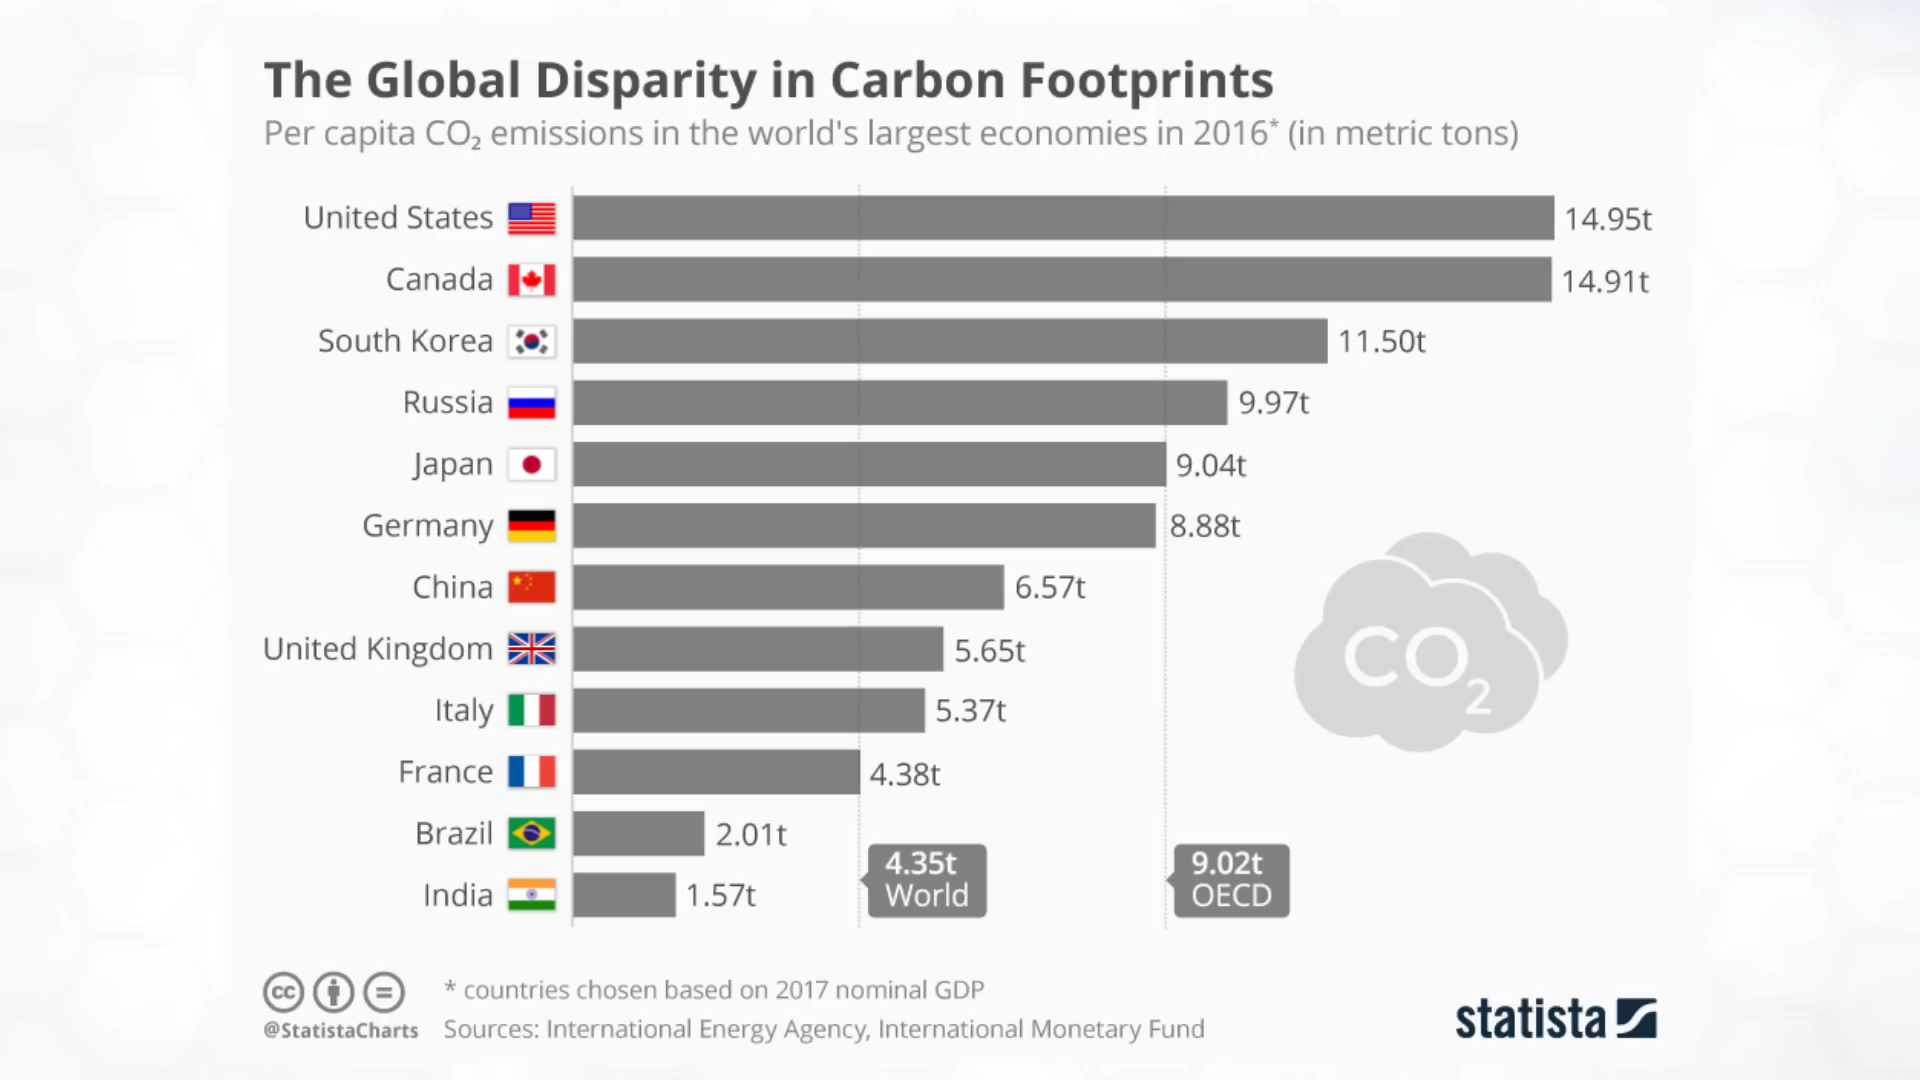 The Global Disparity in Carbon Footprints
Per capita CO₂ emissions in the world's largest economies in 2016* (in metric tons)
United States 14.95t
Canada 14.91t
South Korea 11.50t
Russia 9.97t
Japan 9.04t
Germany 8.88t
China 6.57t
United Kingdom 5.65t
Italy 5.37t
France 4.38t
Brazil 2.01t
India 1.57t
4.35t
World
9.02t
OECD
CO₂
cc
* countries chosen based on 2017 nominal GDP
@StatistaCharts Sources: International Energy Agency, International Monetary Fund
statista